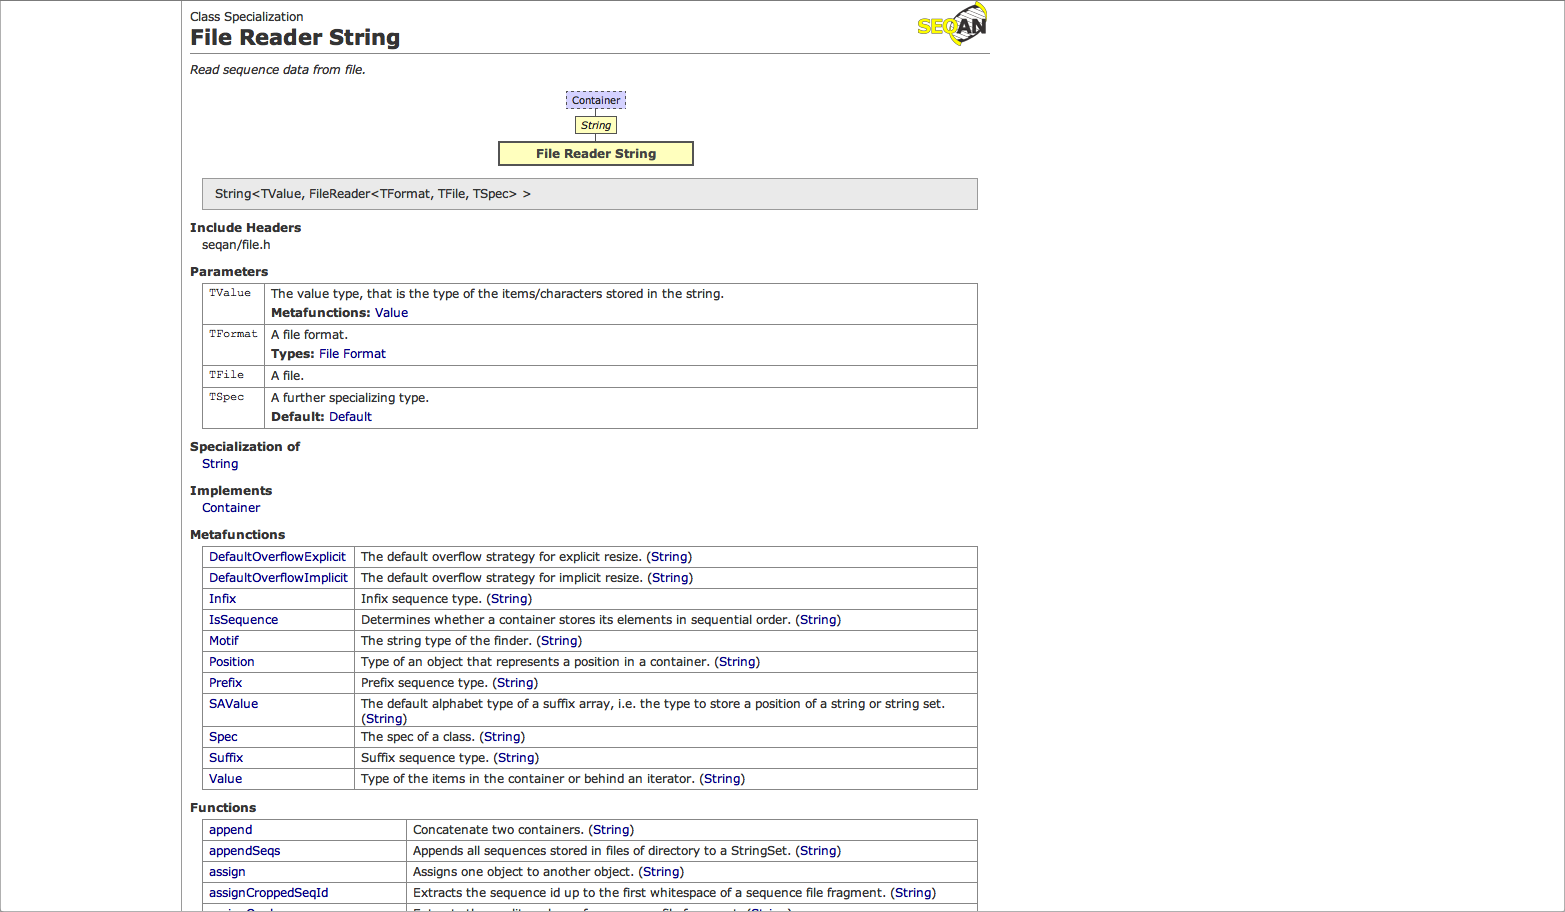 Class Specialization
File Reader String
SEQAN
Read sequence data from file.
Container
String
File Reader String
String<TValue, FileReader<TFormat, TFile, TSpec> >
Include Headers
seqan/file.h
Parameters
TValue The value type, that is the type of the items/characters stored in the string.
Metafunctions: Value
TFormat A file format.
Types: File Format
TFile A file.
TSpec A further specializing type.
Default: Default
Specialization of
String
Implements
Container
Metafunctions
DefaultOverflowExplicit The default overflow strategy for explicit resize. (String)
DefaultOverflowImplicit The default overflow strategy for implicit resize. (String)
Infix Infix sequence type. (String)
IsSequence Determines whether a container stores its elements in sequential order. (String)
Motif The string type of the finder. (String)
Position Type of an object that represents a position in a container. (String)
Prefix Prefix sequence type. (String)
SAValue The default alphabet type of a suffix array, i.e. the type to store a position of a string or string set.
(String)
Spec The spec of a class. (String)
Suffix Suffix sequence type. (String)
Value Type of the items in the container or behind an iterator. (String)
Functions
append Concatenate two containers. (String)
appendSeqs Appends all sequences stored in files of directory to a StringSet. (String)
assign Assigns one object to another object. (String)
assignCroppedSeqId Extracts the sequence id up to the first whitespace of a sequence file fragment. (String)